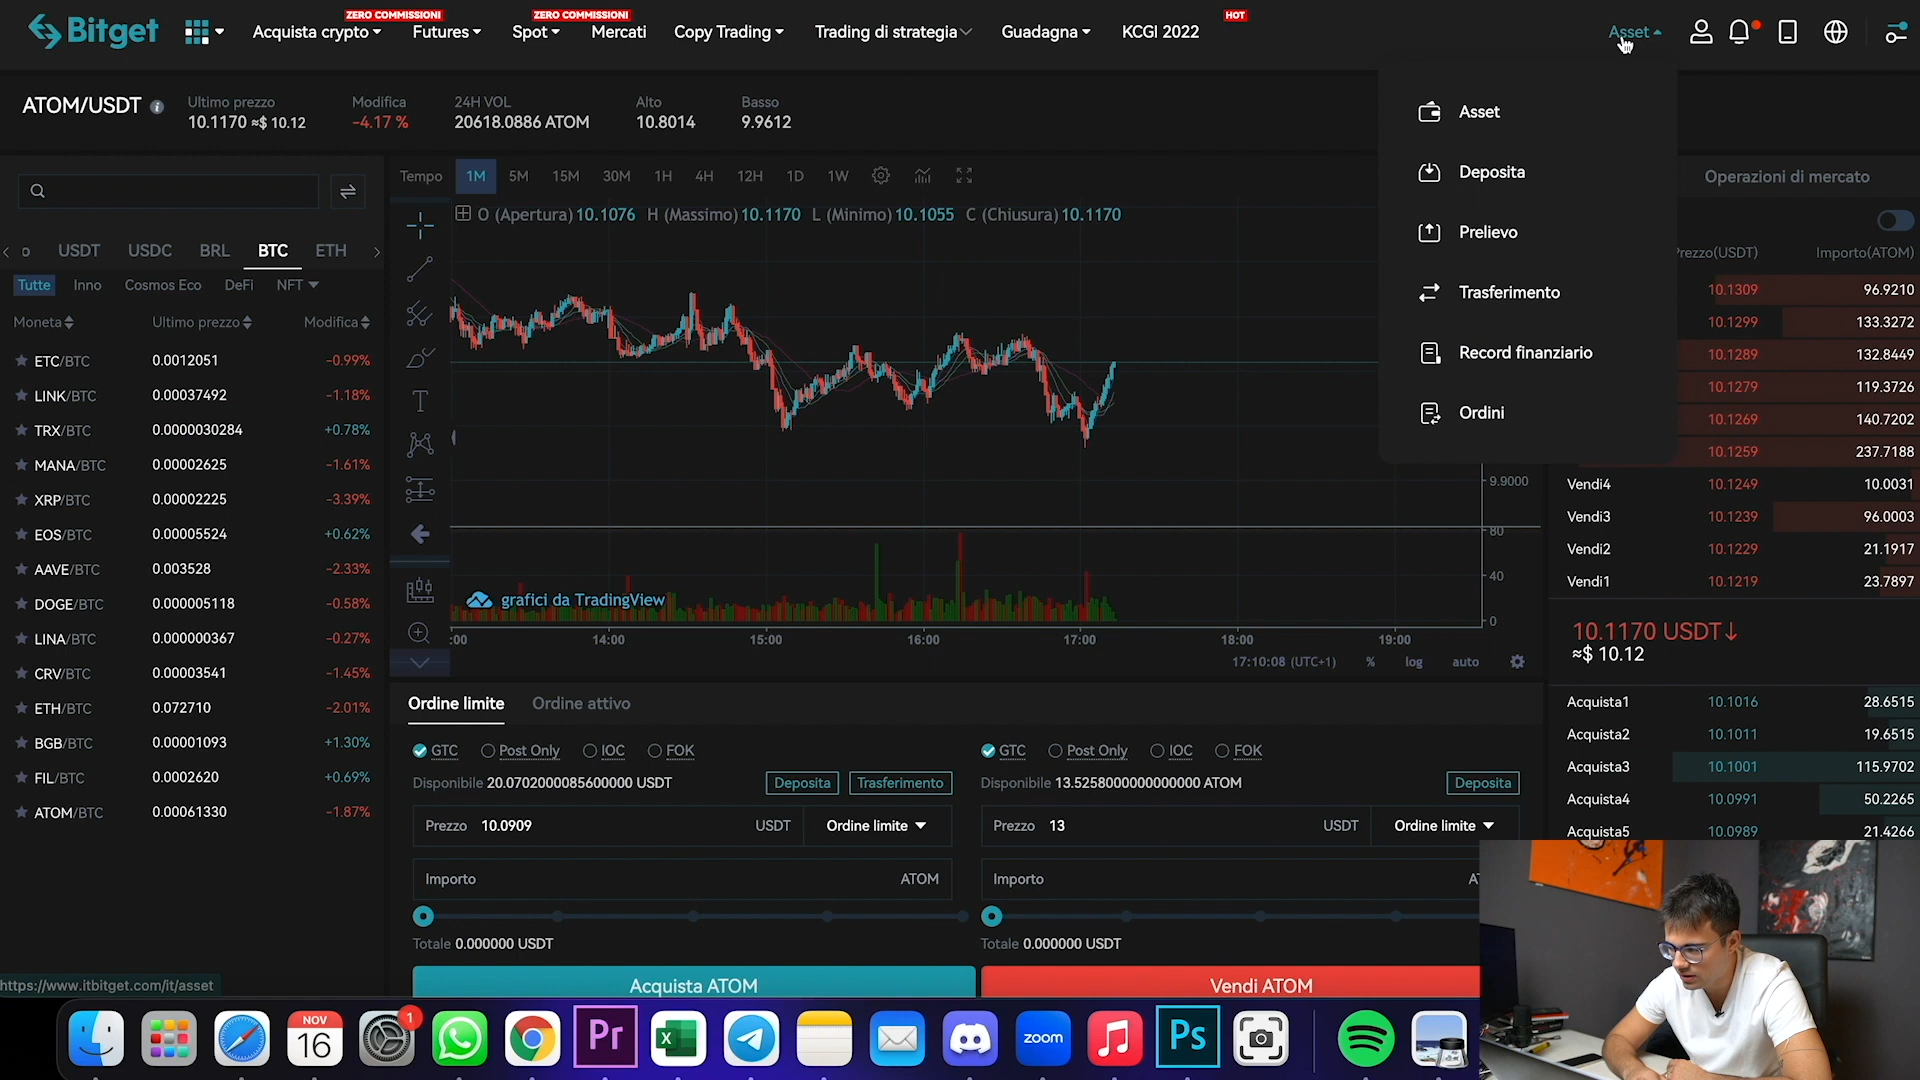 ZERO COMMISSIONI
ZERO COMMISSIONI
HOT
Bitget
Acquista crypto
Futures
Spot
Mercati
Copy Trading
Trading di strategia
Guadagna
KCGI 2022
Asset
ATOM/USDT
Ultimo prezzo
10.1170 ≈$ 10.12
Modifica
-4.17 %
24H VOL
20618.0886 ATOM
Alto
10.8014
Basso
9.9612
Asset
Deposita
Prelievo
Trasferimento
Record finanziario
Ordini
USDT USDC BRL BTC ETH
Tutte Inno Cosmos Eco DeFi NFT
Moneta Ultimo prezzo Modifica
ETC/BTC 0.0012051 -0.99%
LINK/BTC 0.00037492 -1.18%
TRX/BTC 0.0000030284 +0.78%
MANA/BTC 0.00002625 -1.61%
XRP/BTC 0.00002225 -3.39%
EOS/BTC 0.00005524 +0.62%
AAVE/BTC 0.003528 -2.33%
DOGE/BTC 0.000005118 -0.58%
LINA/BTC 0.000000367 -0.27%
CRV/BTC 0.00003541 -1.45%
ETH/BTC 0.072710 -2.01%
BGB/BTC 0.00001093 +1.30%
FIL/BTC 0.0002620 +0.69%
ATOM/BTC 0.00061330 -1.87%
https://www.itbitget.com/it/asset
Tempo 1M 5M 15M 30M 1H 4H 12H 1D 1W
O (Apertura) 10.1076 H (Massimo) 10.1170 L (Minimo) 10.1055 C (Chiusura) 10.1170
9.9000
80
40
0
grafici da TradingView
:00 14:00 15:00 16:00 17:00 18:00 19:00
17:10:08 (UTC+1) % log auto
Ordine limite Ordine attivo
GTC Post Only IOC FOK
Disponibile 20.0702000085600000 USDT Deposita Trasferimento
Prezzo 10.0909 USDT Ordine limite
Importo ATOM
Totale 0.000000 USDT
Acquista ATOM
GTC Post Only IOC FOK
Disponibile 13.5258000000000000 ATOM Deposita
Prezzo 13 USDT Ordine limite
Importo
Totale 0.000000 USDT
Vendi ATOM
Operazioni di mercato
Prezzo(USDT) Importo(ATOM)
10.1309 96.9210
10.1299 133.3272
10.1289 132.8449
10.1279 119.3726
10.1269 140.7202
10.1259 237.7188
Vendi4 10.1249 10.0031
Vendi3 10.1239 96.0003
Vendi2 10.1229 21.1917
Vendi1 10.1219 23.7897
10.1170 USDT↓
≈$ 10.12
Acquista1 10.1016 28.6515
Acquista2 10.1011 19.6515
Acquista3 10.1001 115.9702
Acquista4 10.0991 50.2265
Acquista5 10.0989 21.4266
NOV
16
1
Pr
X
zoom
Ps